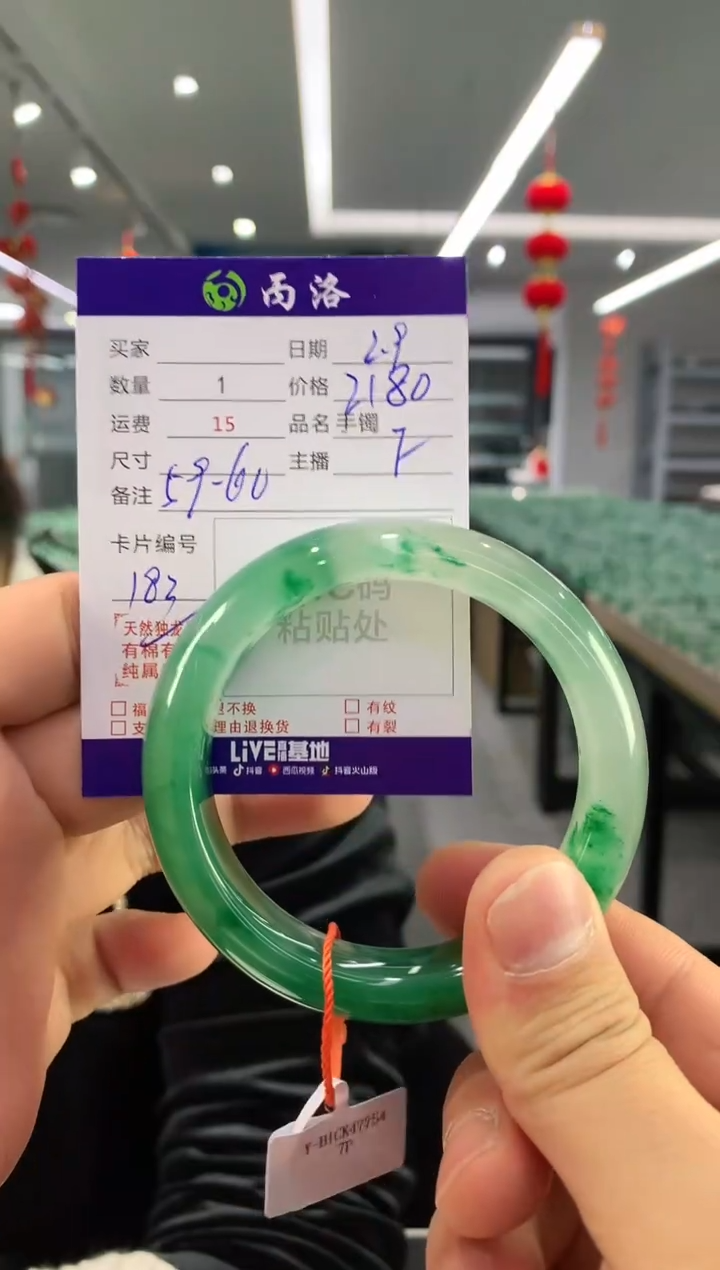 丙洛
买家 日期 2.9
数量 1 价格 2180
运费 15 品名 手镯
尺寸 59-60 主播
备注
卡片编号
183
码
粘贴处
天然独
有棉有
纯属
福 不换 有纹
支 理由退换货 有裂
LiVE 基地
头条 抖音 西瓜视频 抖音火山版